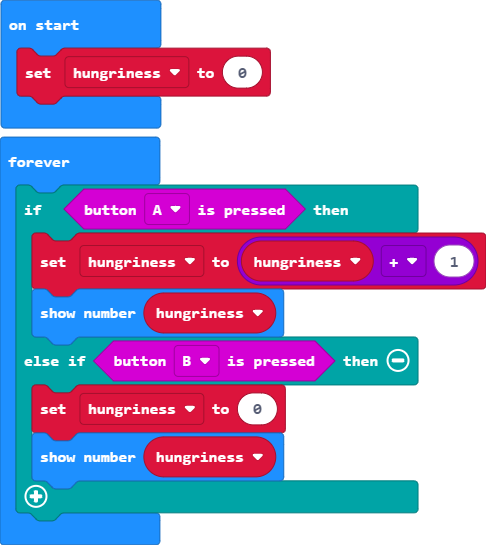 on start
set hungriness to 0
forever
if button A is pressed then
set hungriness to hungriness + 1
show number hungriness
else if button B is pressed then
set hungriness to 0
show number hungriness